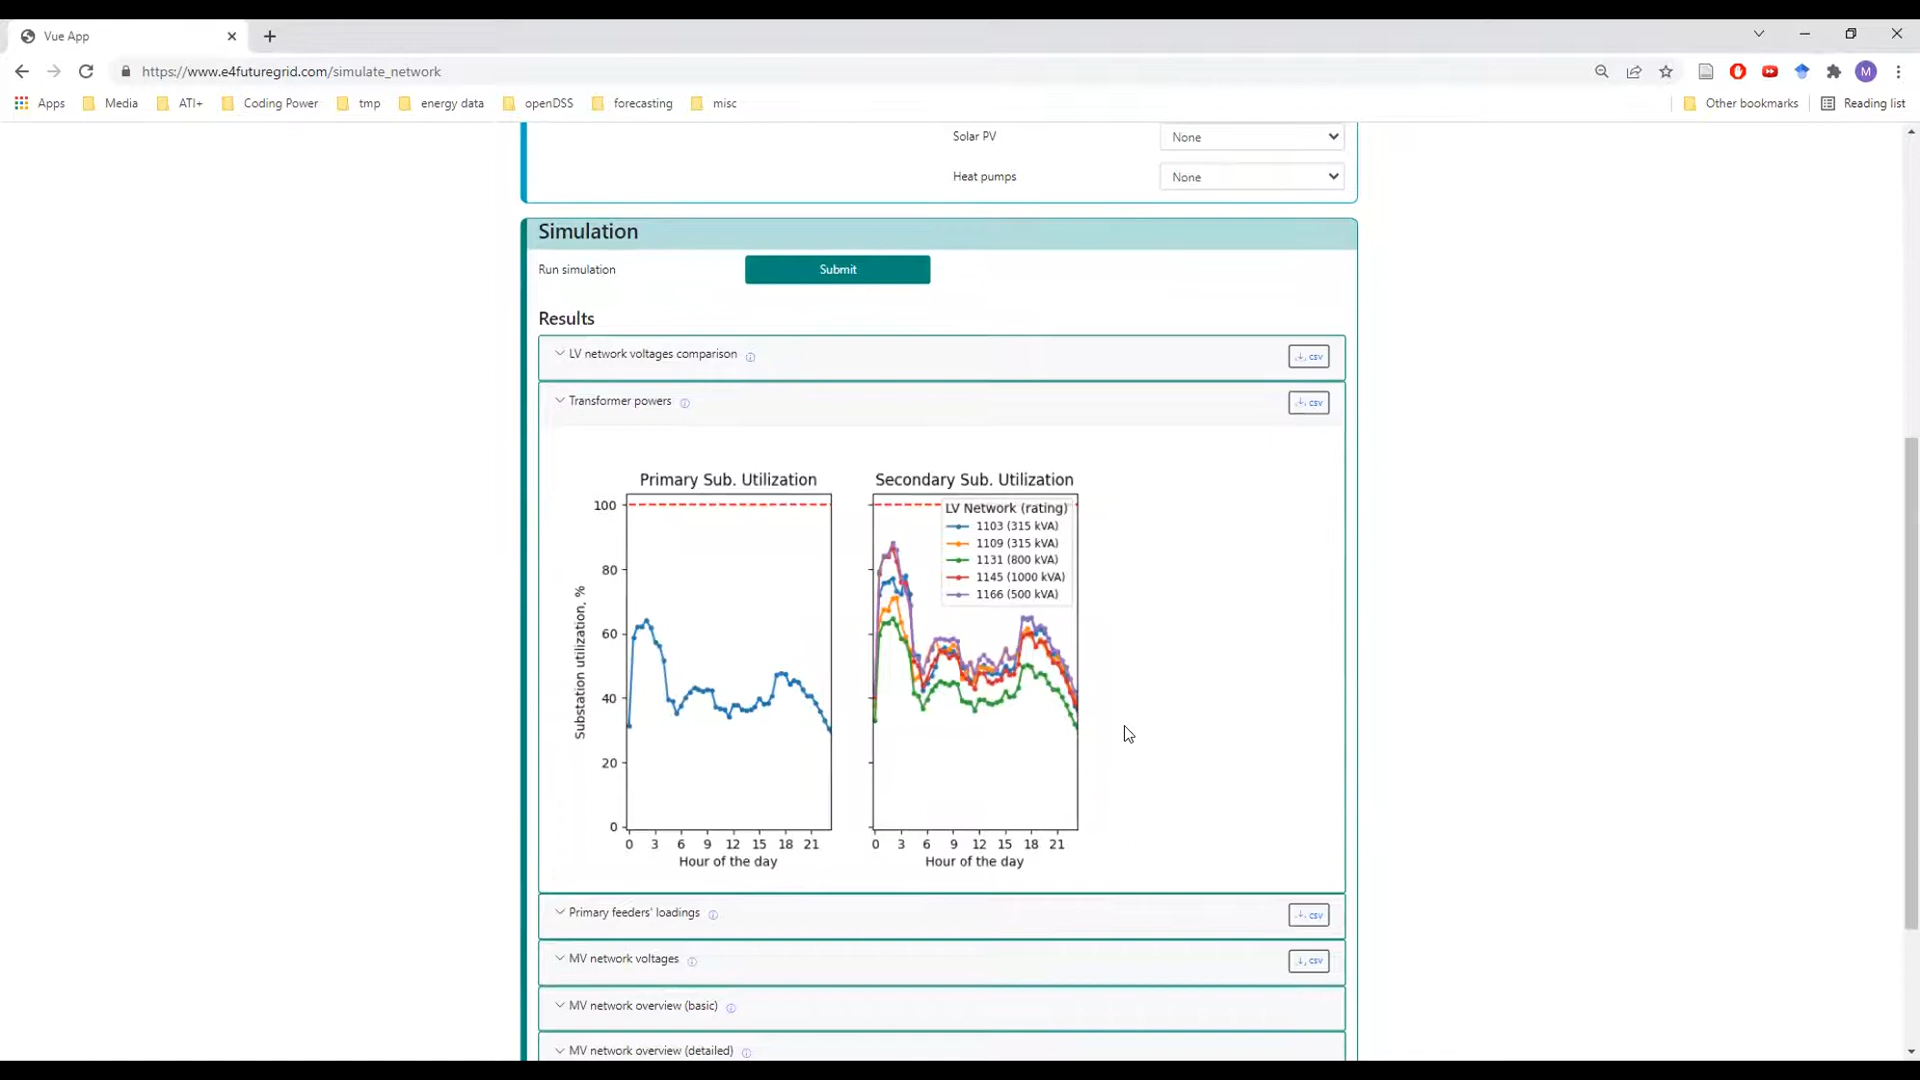 Vue App
https://www.e4futuregrid.com/simulate_network
M
Apps Media ATI+ Coding Power tmp energy data openDSS forecasting misc Other bookmarks Reading list
Solar PV None
Heat pumps None
Simulation
Run simulation Submit
Results
LV network voltages comparison csv
Transformer powers csv
Primary Sub. Utilization
Secondary Sub. Utilization
Substation utilization, %
100
80
60
40
20
0
LV Network (rating)
1103 (315 kVA)
1109 (315 kVA)
1131 (800 kVA)
1145 (1000 kVA)
1166 (500 kVA)
0 3 6 9 12 15 18 21
0 3 6 9 12 15 18 21
Hour of the day
Hour of the day
Primary feeders' loadings csv
MV network voltages csv
MV network overview (basic)
MV network overview (detailed)